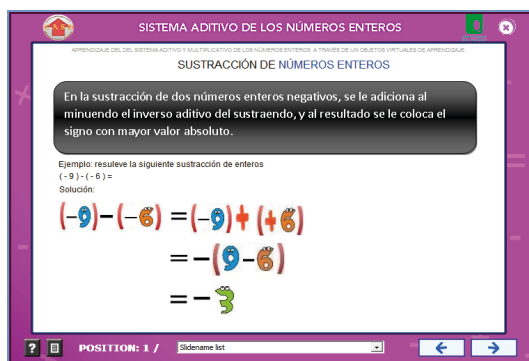 SISTEMA ADITIVO DE LOS NÚMEROS ENTEROS
APRENDIZAJE DEL DEL SISTEMA ADITIVO Y MULTIPLICATIVO DE LOS NÚMEROS ENTEROS A TRAVÉS DE UN OBJETOS VIRTUALES DE APRENDIZAJE.
SUSTRACCIÓN DE NÚMEROS ENTEROS
En la sustracción de dos números enteros negativos, se le adiciona al
minuendo el inverso aditivo del sustraendo, y al resultado se le coloca el
signo con mayor valor absoluto.
Ejemplo: resuleve la siguiente sustracción de enteros
( - 9 ) - ( - 6 ) =
Solución:
(-9)-(-6) =(-9)+(+6)
=-(9-6)
=-3
? POSITION: 1 / Slidename list